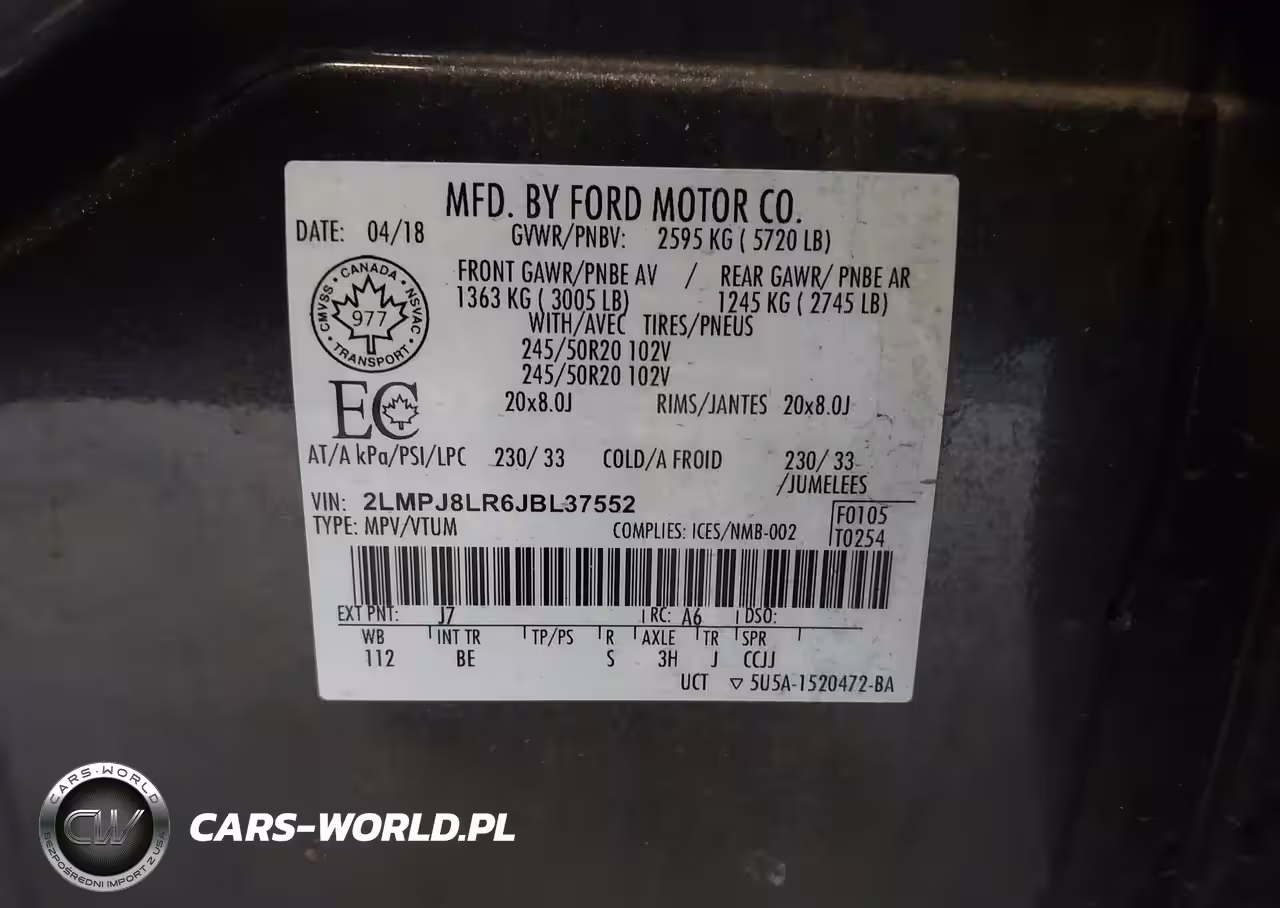 MFD. BY FORD MOTOR CO.
DATE: 04/18 GVWR/PNBV: 2595 KG ( 5720 LB)
FRONT GAWR/PNBE AV / REAR GAWR/ PNBE AR
1363 KG ( 3005 LB) 1245 KG ( 2745 LB)
WITH/AVEC TIRES/PNEUS
245/50R20 102V
245/50R20 102V
20x8.0J RIMS/JANTES 20x8.0J
CANADA
CMVSS 977 NSVAC
TRANSPORT
EC
AT/A kPa/PSI/LPC 230/ 33 COLD/A FROID 230/ 33
/JUMELEES
VIN: 2LMPJ8LR6JBL37552
F0105
TYPE: MPV/VTUM COMPLIES: ICES/NMB-002 T0254
EXT PNT: J7 RC: A6 DSO:
WB INT TR TP/PS R AXLE TR SPR
112 BE S 3H J CCJJ
UCT ▽ 5U5A-1520472-BA
CARS-WORLD
CW
BEZPOŚREDNI IMPORT Z USA
CARS-WORLD.PL